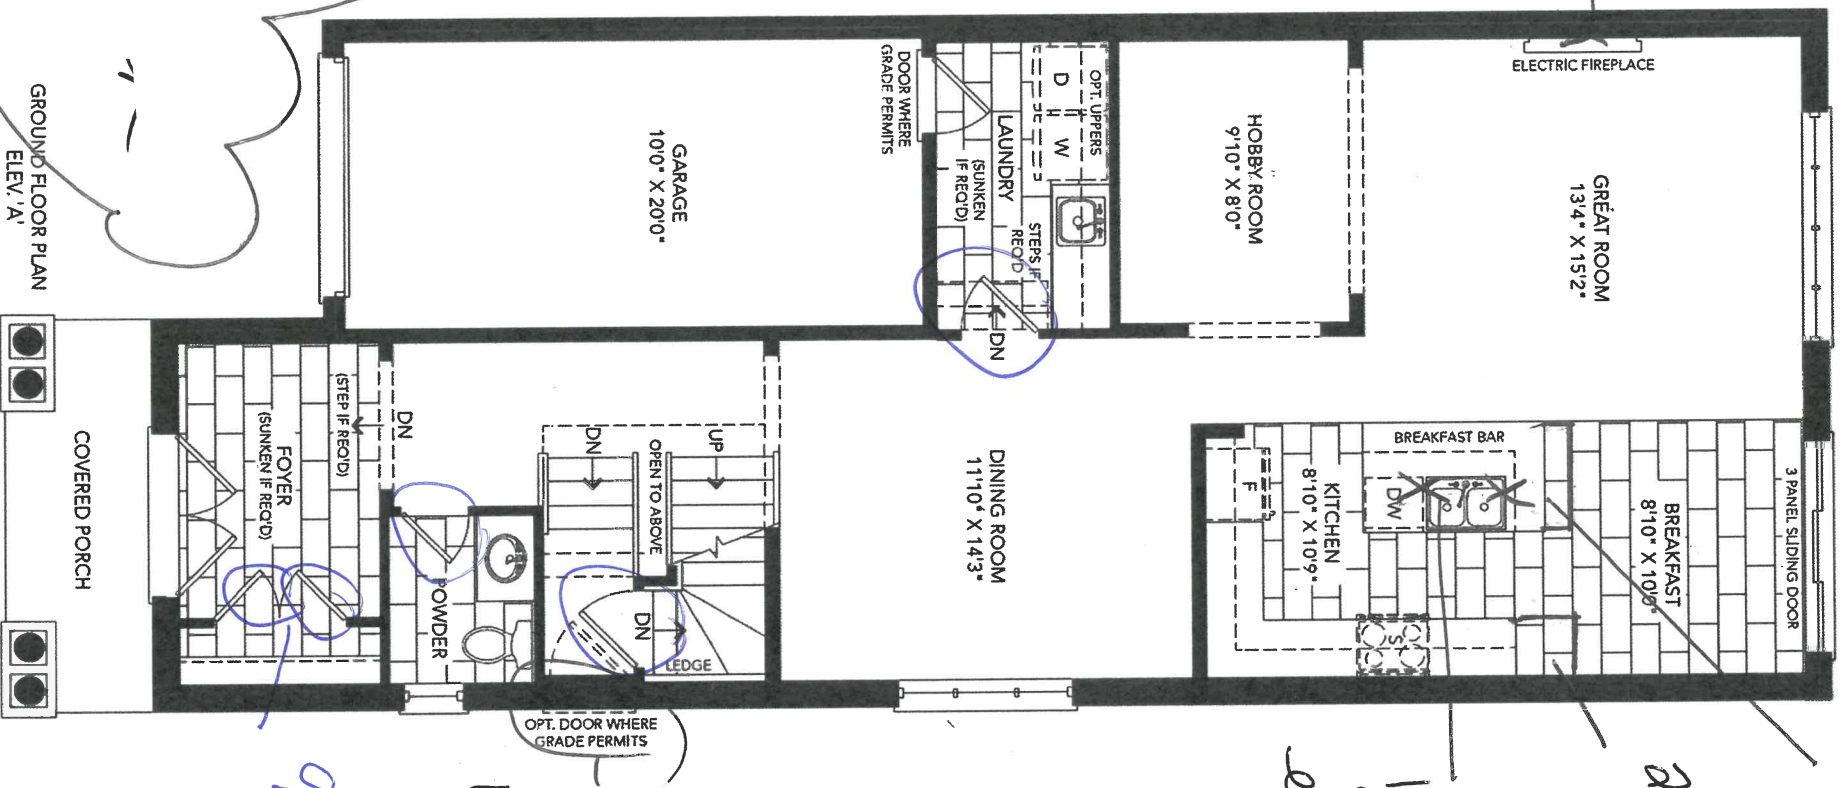 ELECTRIC FIREPLACE
GREAT ROOM
13'4" X 15'2"
HOBBY ROOM
9'10" X 8'0"
OPT. UPPERS
D
W
LAUNDRY
(SUNKEN
IF REQ'D)
STEPS IF
REQ'D
DN
DOOR WHERE
GRADE PERMITS
GARAGE
10'0" X 20'0"
GROUND FLOOR PLAN
ELEV. 'A'
3 PANEL SLIDING DOOR
BREAKFAST
8'10" X 10'0"
BREAKFAST BAR
DW
S
KITCHEN
8'10" X 10'9"
F
DINING ROOM
11'10" X 14'3"
UP
OPEN TO ABOVE
DN
DN
LEDGE
OPT. DOOR WHERE
GRADE PERMITS
POWDER
DN
(STEP IF REQ'D)
FOYER
(SUNKEN IF REQ'D)
COVERED PORCH